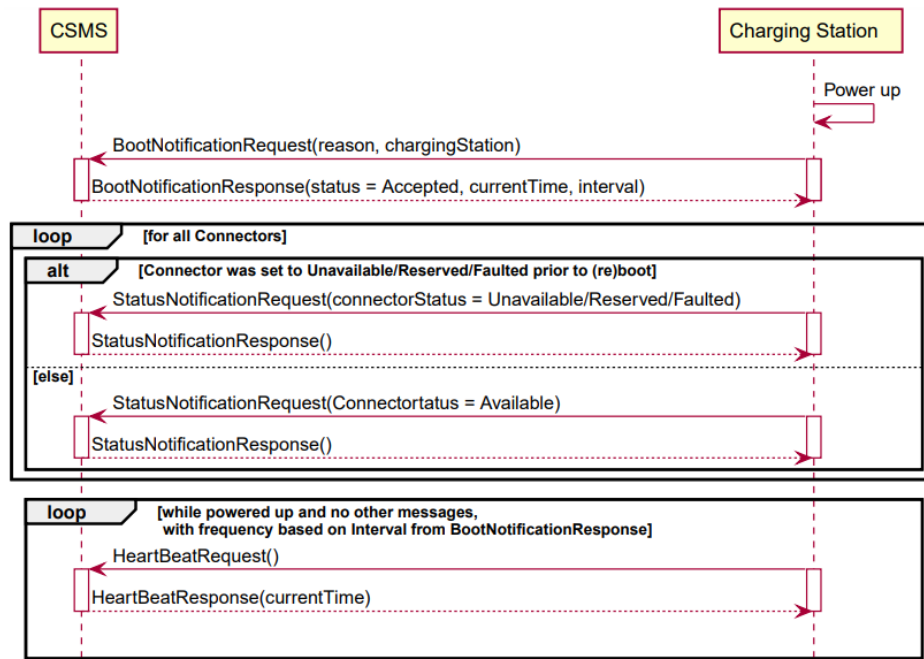 CSMS
Charging Station
Power up
BootNotificationRequest(reason, chargingStation)
BootNotificationResponse(status = Accepted, currentTime, interval)
loop
[for all Connectors]
alt
[Connector was set to Unavailable/Reserved/Faulted prior to (re)boot]
StatusNotificationRequest(connectorStatus = Unavailable/Reserved/Faulted)
StatusNotificationResponse()
[else]
StatusNotificationRequest(Connectortatus = Available)
StatusNotificationResponse()
loop
[while powered up and no other messages,
with frequency based on Interval from BootNotificationResponse]
HeartBeatRequest()
HeartBeatResponse(currentTime)